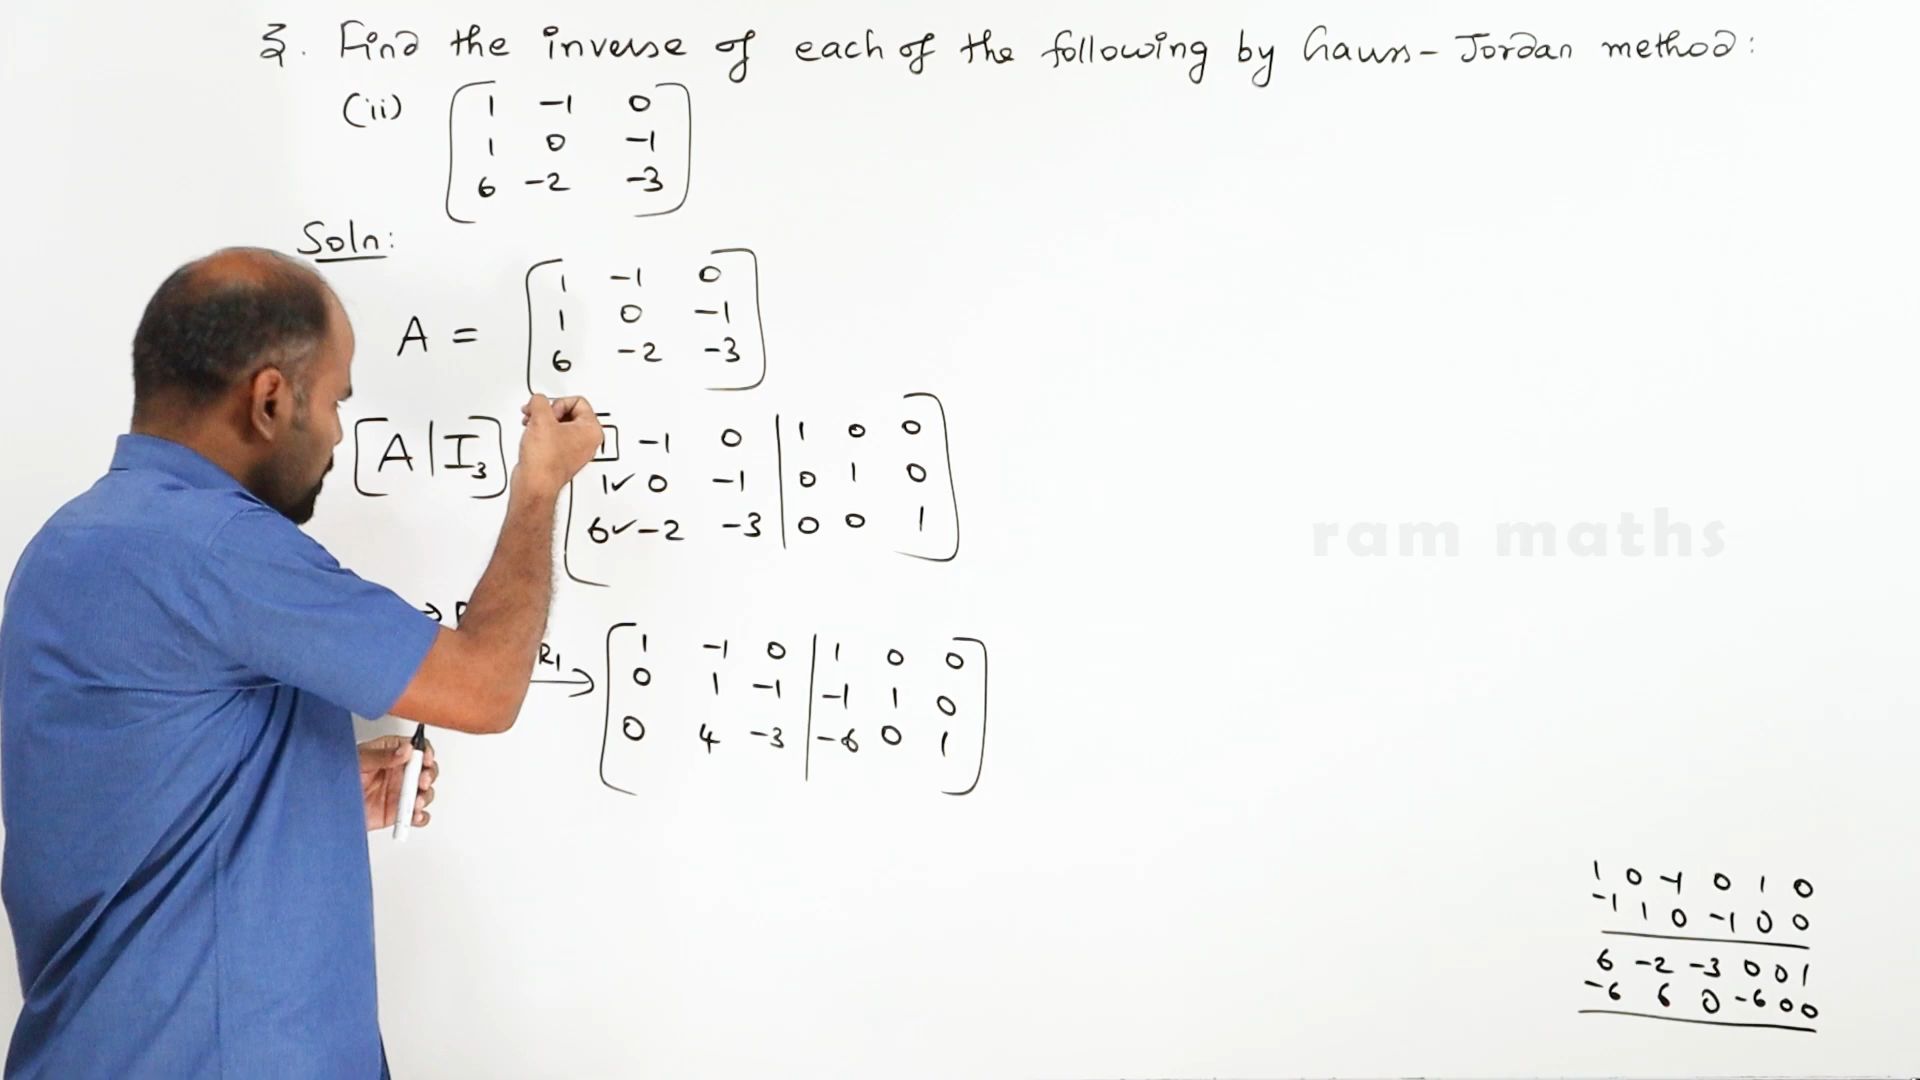 3. Find the inverse of each of the following by Gauss-Jordan method:
(ii)
1 -1 0
1 0 -1
6 -2 -3
Soln:
A =
1 -1 0
1 0 -1
6 -2 -3
[A|I₃]
1 -1 0 | 1 0 0
1✓ 0 -1 | 0 1 0
6✓ -2 -3 | 0 0 1
R₁ →
1 -1 0 | 1 0 0
0 1 -1 | -1 1 0
0 4 -3 | -6 0 1
ram maths
1 0 -1 0 1 0
-1 1 0 -1 0 0
6 -2 -3 0 0 1
-6 6 0 -6 0 0